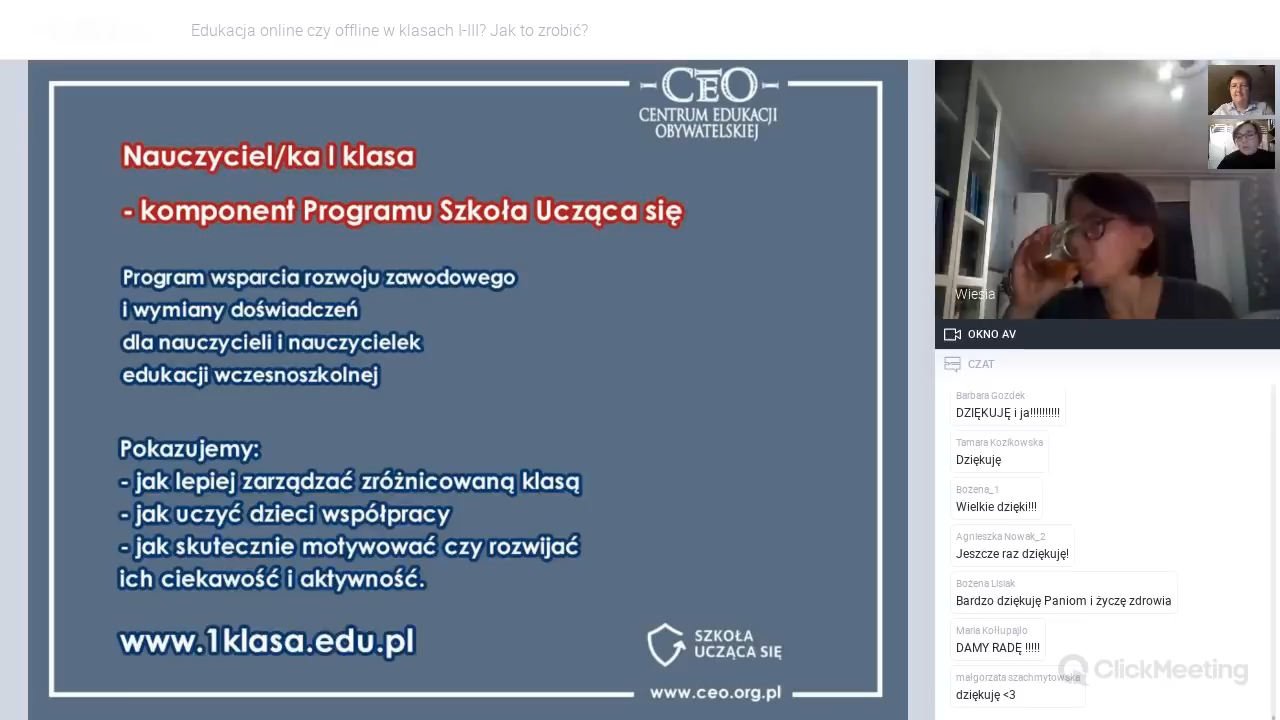 Edukacja online czy offline w klasach I-III? Jak to zrobić?
CEO
CENTRUM EDUKACJI
OBYWATELSKIEJ
Nauczyciel/ka I klasa
- komponent Programu Szkoła Ucząca się
Program wsparcia rozwoju zawodowego
i wymiany doświadczeń
dla nauczycieli i nauczycielek
edukacji wczesnoszkolnej
Pokazujemy:
- jak lepiej zarządzać zróżnicowaną klasą
- jak uczyć dzieci współpracy
- jak skutecznie motywować czy rozwijać
ich ciekawość i aktywność.
www.1klasa.edu.pl
SZKOŁA
UCZĄCA SIĘ
www.ceo.org.pl
Wiesia
OKNO AV
CZAT
Barbara Gozdek
DZIĘKUJĘ i ja!!!!!!!!!!
Tamara Kozikowska
Dziękuję
Bożena_1
Wielkie dzięki!!!
Agnieszka Nowak_2
Jeszcze raz dziękuję!
Bożena Lisiak
Bardzo dziękuję Paniom i życzę zdrowia
Maria Kołłupajło
DAMY RADĘ !!!!!
małgorzata szachmytowska
dziękuję <3
ClickMeeting